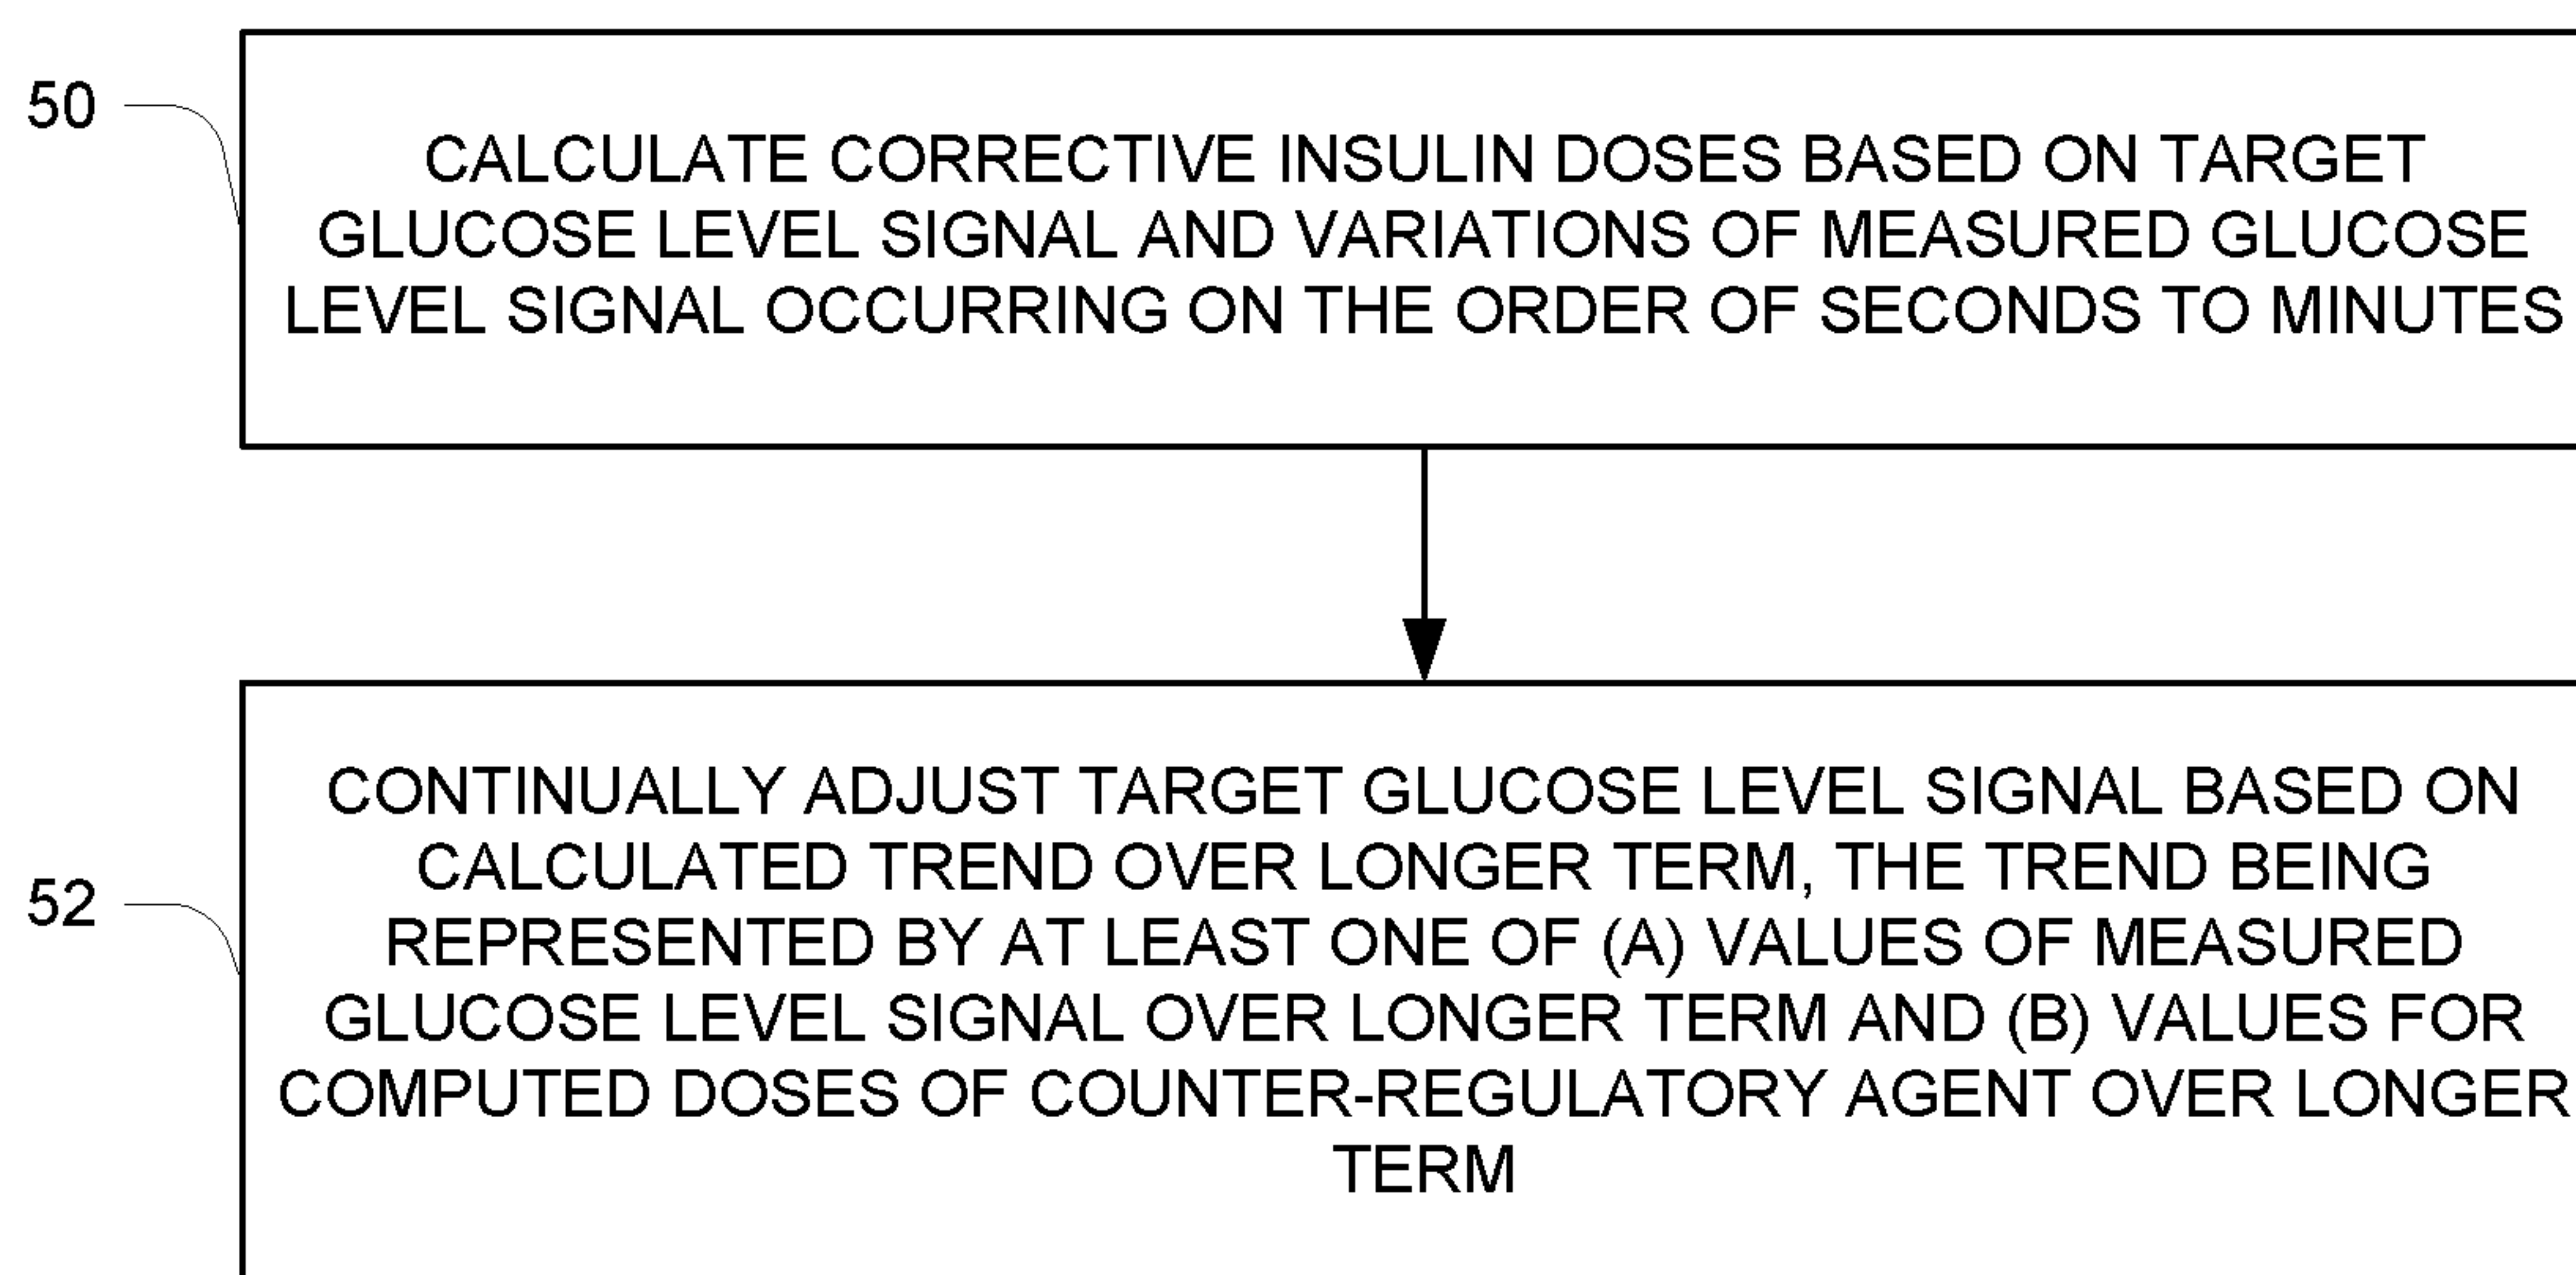 50
CALCULATE CORRECTIVE INSULIN DOSES BASED ON TARGET
GLUCOSE LEVEL SIGNAL AND VARIATIONS OF MEASURED GLUCOSE
LEVEL SIGNAL OCCURRING ON THE ORDER OF SECONDS TO MINUTES
52
CONTINUALLY ADJUST TARGET GLUCOSE LEVEL SIGNAL BASED ON
CALCULATED TREND OVER LONGER TERM, THE TREND BEING
REPRESENTED BY AT LEAST ONE OF (A) VALUES OF MEASURED
GLUCOSE LEVEL SIGNAL OVER LONGER TERM AND (B) VALUES FOR
COMPUTED DOSES OF COUNTER-REGULATORY AGENT OVER LONGER
TERM